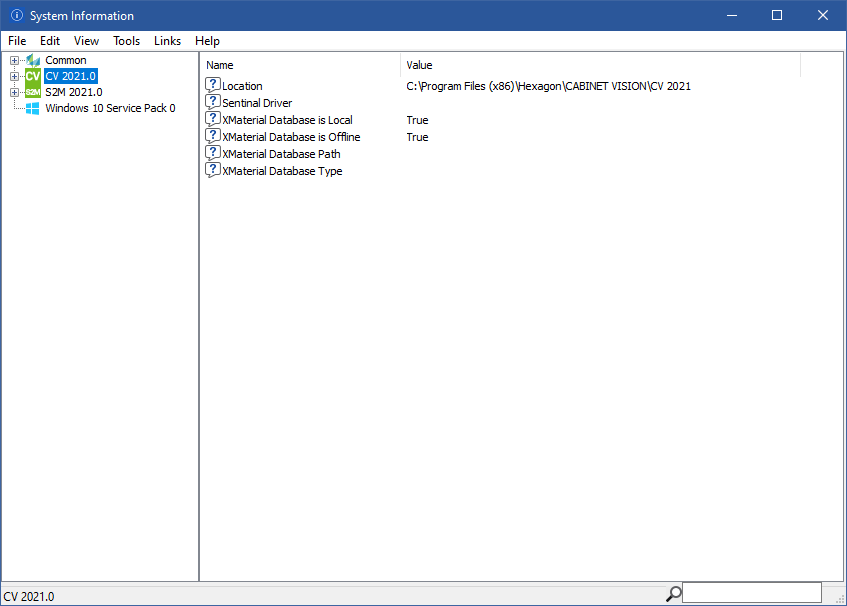 System Information
File Edit View Tools Links Help
Common
CV CV 2021.0
S2M S2M 2021.0
Windows 10 Service Pack 0
Name Value
Location C:\Program Files (x86)\Hexagon\CABINET VISION\CV 2021
Sentinal Driver
XMaterial Database is Local True
XMaterial Database is Offline True
XMaterial Database Path
XMaterial Database Type
CV 2021.0